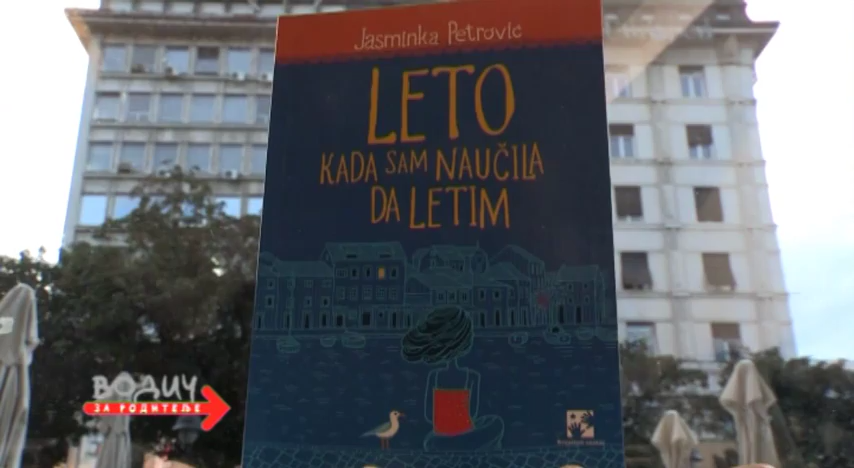 Jasminka Petrović
LETO
KADA SAM NAUČILA
DA LETIM
ВОДИЧ
ЗА РОДИТЕЉЕ